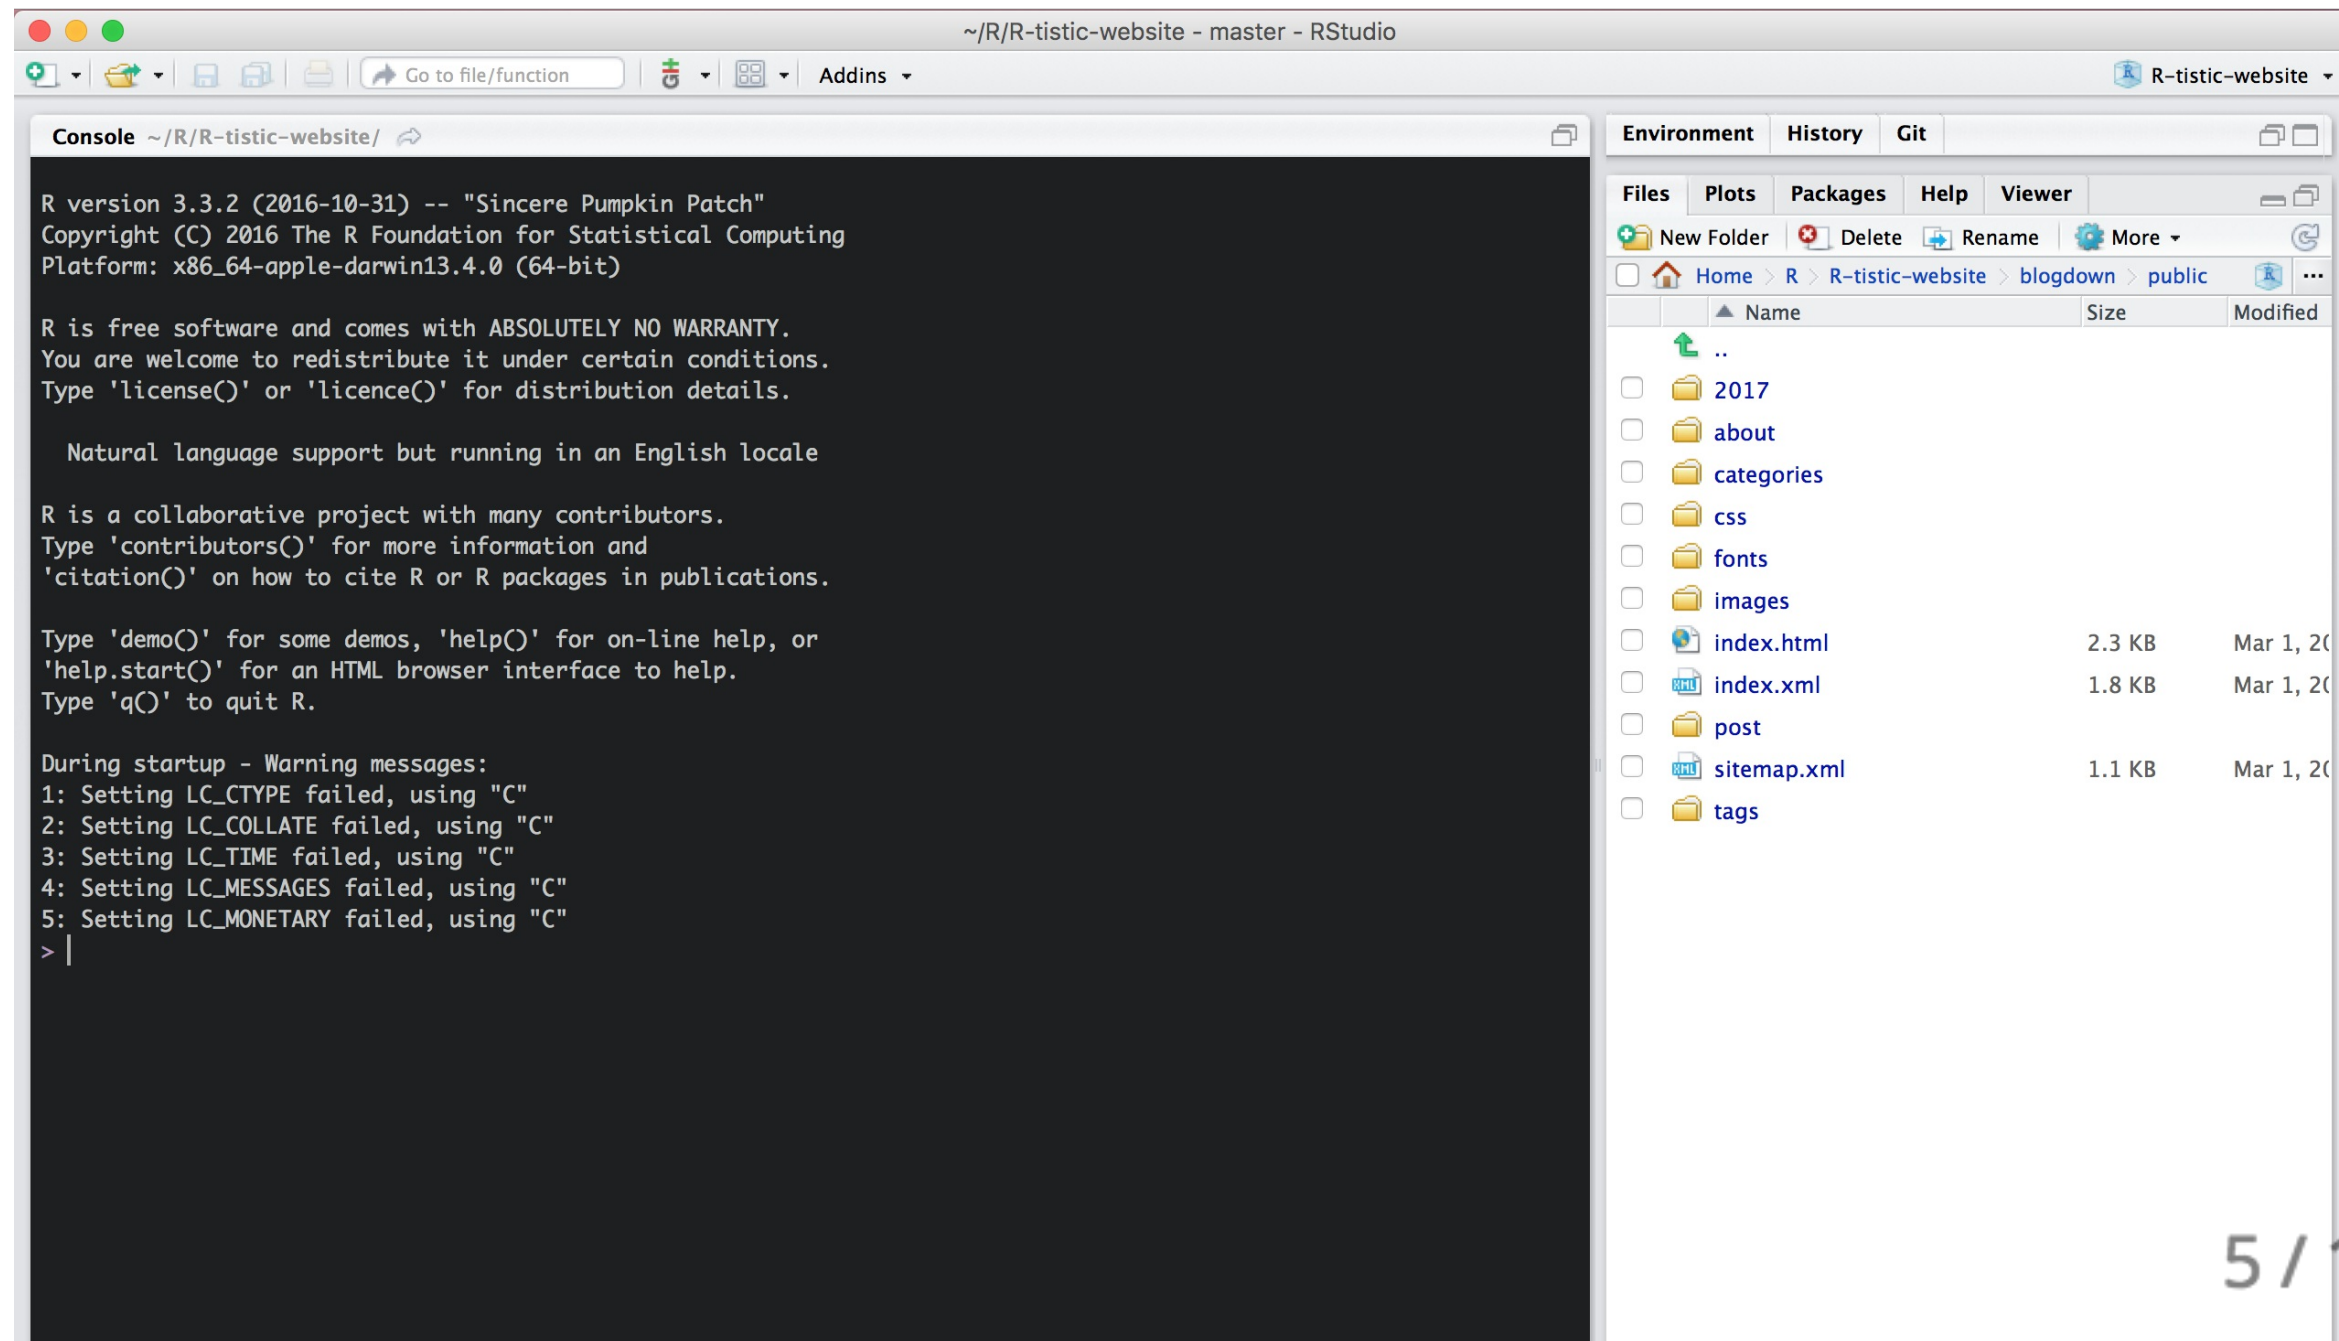 ~/R/R-tistic-website - master - RStudio
Go to file/function Addins R-tistic-website
Console ~/R/R-tistic-website/
R version 3.3.2 (2016-10-31) -- "Sincere Pumpkin Patch"
Copyright (C) 2016 The R Foundation for Statistical Computing
Platform: x86_64-apple-darwin13.4.0 (64-bit)
R is free software and comes with ABSOLUTELY NO WARRANTY.
You are welcome to redistribute it under certain conditions.
Type 'license()' or 'licence()' for distribution details.
Natural language support but running in an English locale
R is a collaborative project with many contributors.
Type 'contributors()' for more information and
'citation()' on how to cite R or R packages in publications.
Type 'demo()' for some demos, 'help()' for on-line help, or
'help.start()' for an HTML browser interface to help.
Type 'q()' to quit R.
During startup - Warning messages:
1: Setting LC_CTYPE failed, using "C"
2: Setting LC_COLLATE failed, using "C"
3: Setting LC_TIME failed, using "C"
4: Setting LC_MESSAGES failed, using "C"
5: Setting LC_MONETARY failed, using "C"
>
Environment History Git
Files Plots Packages Help Viewer
New Folder Delete Rename More
Home > R > R-tistic-website > blogdown > public ...
Name Size Modified
..
2017
about
categories
css
fonts
images
index.html 2.3 KB Mar 1,
index.xml 1.8 KB Mar 1,
post
sitemap.xml 1.1 KB Mar 1,
tags
5 /